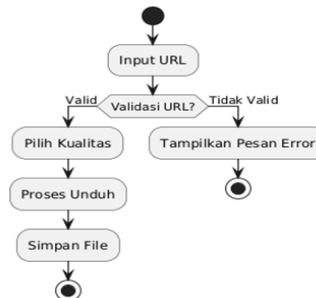 Input URL
Valid
Validasi URL?
Tidak Valid
Pilih Kualitas
Tampilkan Pesan Error
Proses Unduh
Simpan File